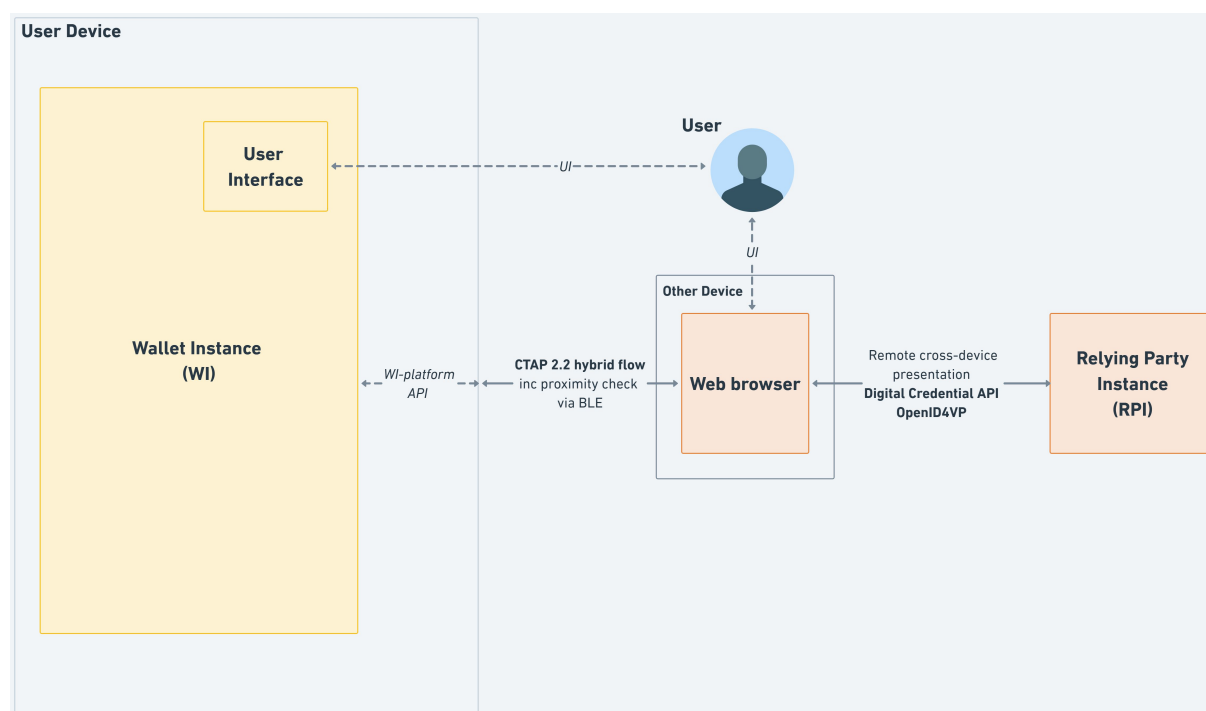 User Device
User
Interface
UI
User
UI
Other Device
Wallet Instance
(WI)
WI-platform
API
CTAP 2.2 hybrid flow
inc proximity check
via BLE
Web browser
Remote cross-device
presentation
Digital Credential API
OpenID4VP
Relying Party
Instance
(RPI)